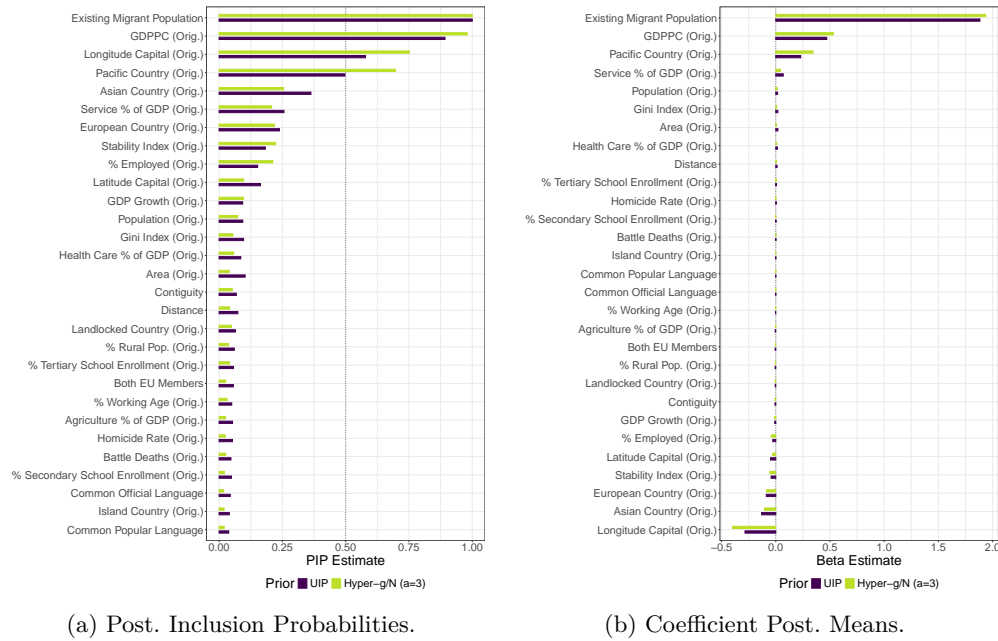 Existing Migrant Population
GDPPC (Orig.)
Longitude Capital (Orig.)
Pacific Country (Orig.)
Asian Country (Orig.)
Service % of GDP (Orig.)
European Country (Orig.)
Stability Index (Orig.)
% Employed (Orig.)
Latitude Capital (Orig.)
GDP Growth (Orig.)
Population (Orig.)
Gini Index (Orig.)
Health Care % of GDP (Orig.)
Area (Orig.)
Contiguity
Distance
Landlocked Country (Orig.)
% Rural Pop. (Orig.)
% Tertiary School Enrollment (Orig.)
Both EU Members
% Working Age (Orig.)
Agriculture % of GDP (Orig.)
Homicide Rate (Orig.)
Battle Deaths (Orig.)
% Secondary School Enrollment (Orig.)
Common Official Language
Island Country (Orig.)
Common Popular Language
0.00 0.25 0.50 0.75 1.00
PIP Estimate
Prior UIP Hyper-g/N (a=3)
(a) Post. Inclusion Probabilities.
Existing Migrant Population
GDPPC (Orig.)
Pacific Country (Orig.)
Service % of GDP (Orig.)
Population (Orig.)
Gini Index (Orig.)
Area (Orig.)
Health Care % of GDP (Orig.)
Distance
% Tertiary School Enrollment (Orig.)
Homicide Rate (Orig.)
% Secondary School Enrollment (Orig.)
Battle Deaths (Orig.)
Island Country (Orig.)
Common Popular Language
Common Official Language
% Working Age (Orig.)
Agriculture % of GDP (Orig.)
Both EU Members
% Rural Pop. (Orig.)
Landlocked Country (Orig.)
Contiguity
GDP Growth (Orig.)
% Employed (Orig.)
Latitude Capital (Orig.)
Stability Index (Orig.)
European Country (Orig.)
Asian Country (Orig.)
Longitude Capital (Orig.)
−0.5 0.0 0.5 1.0 1.5 2.0
Beta Estimate
Prior UIP Hyper-g/N (a=3)
(b) Coefficient Post. Means.